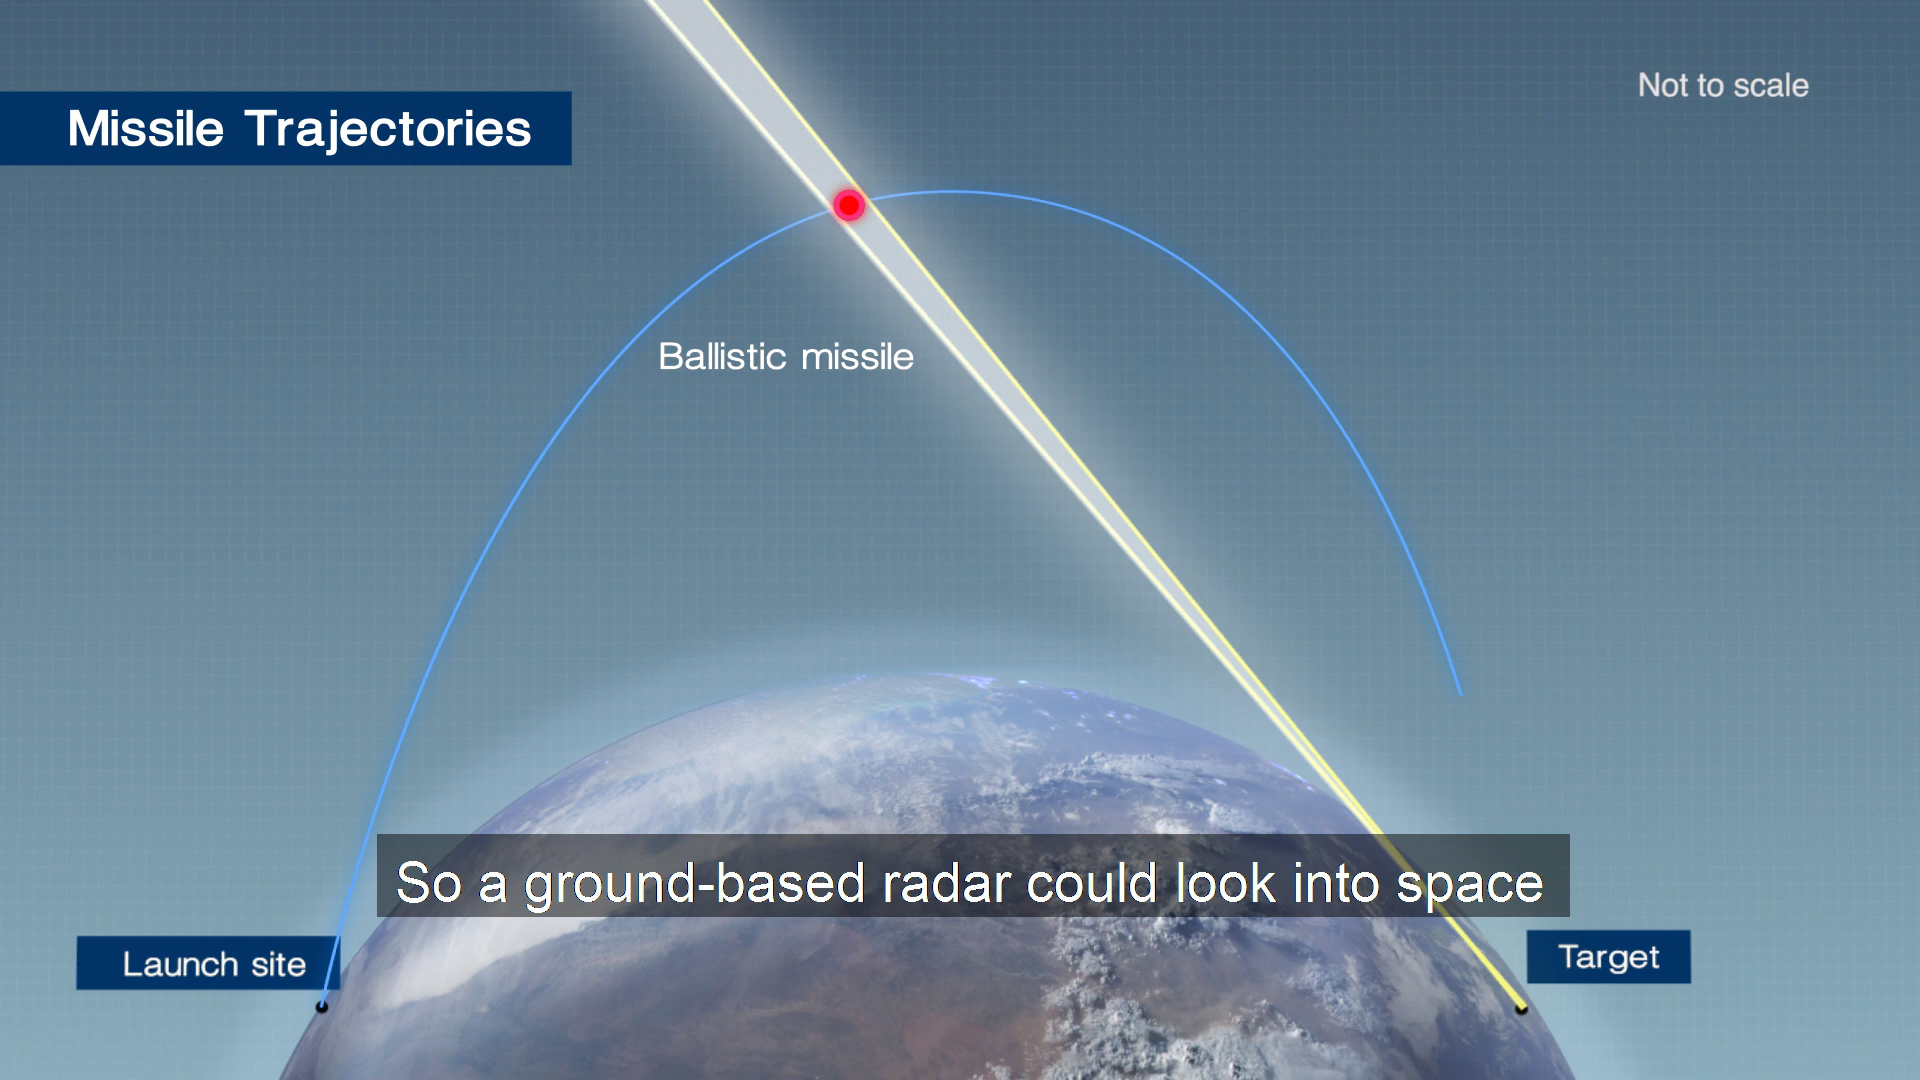 Missile Trajectories
Not to scale
Ballistic missile
So a ground-based radar could look into space
Launch site
Target